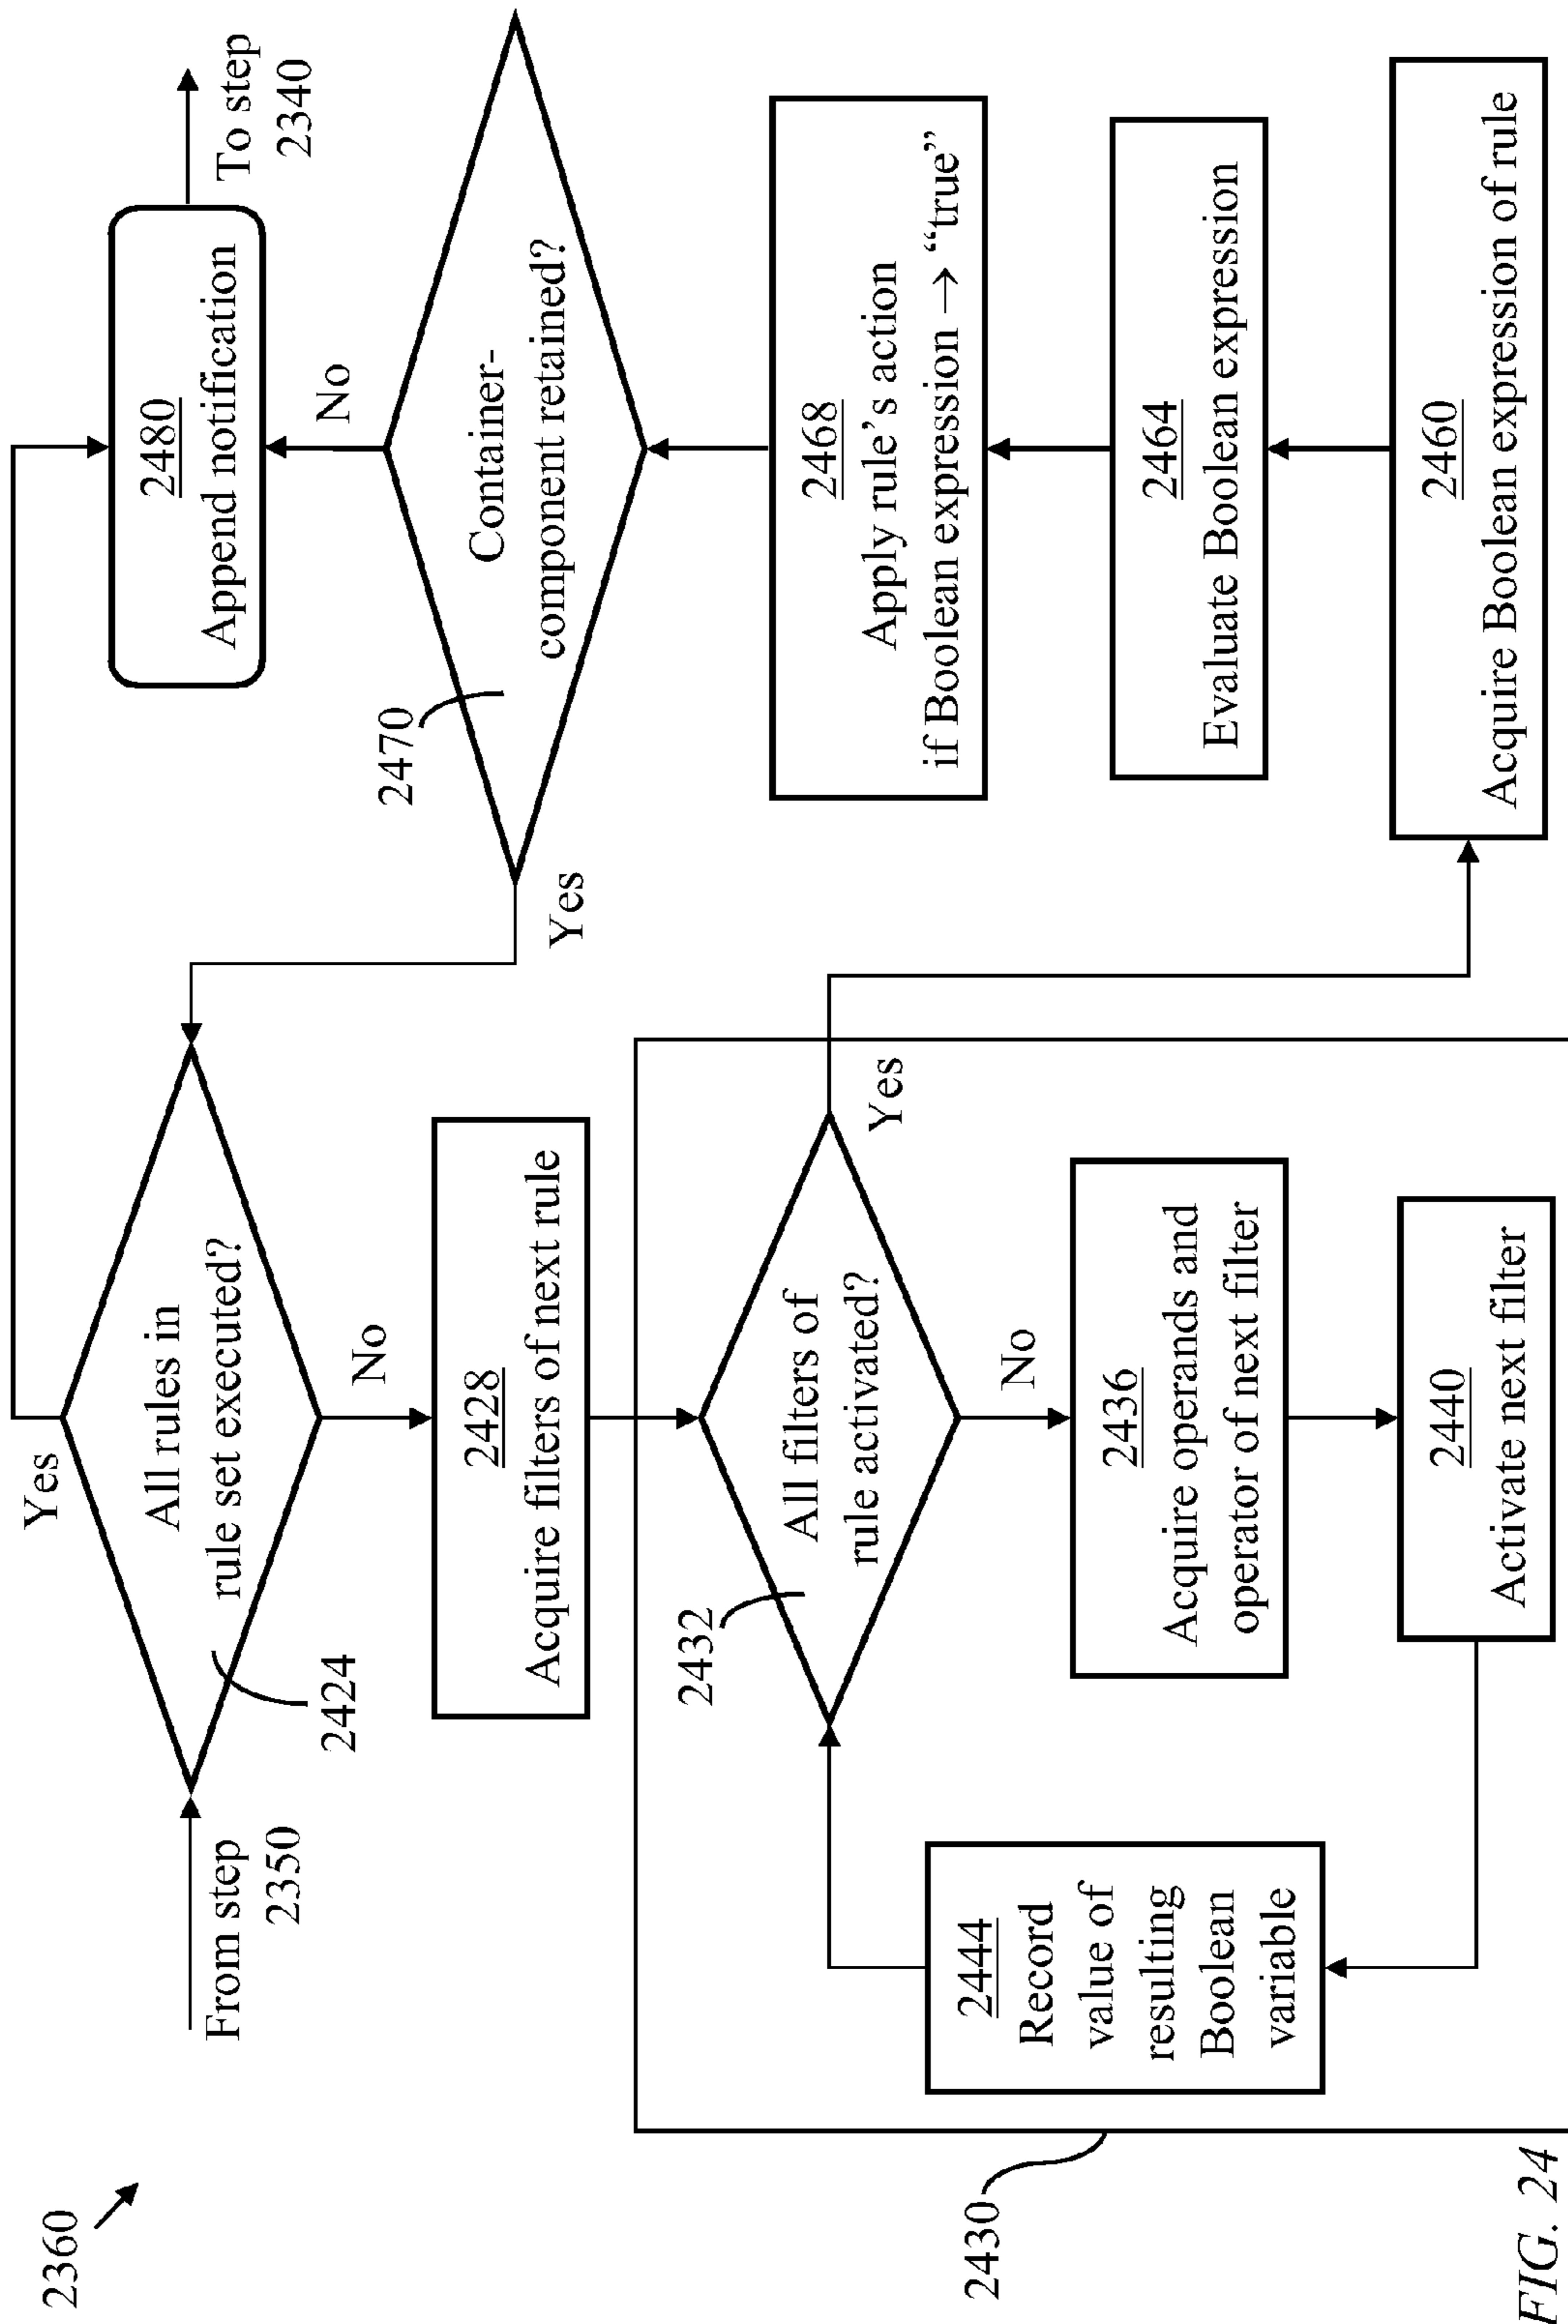 2360
From step
2350
Yes
All rules in
rule set executed?
2424
No
2428
Acquire filters of next rule
2430
2432
All filters of
rule activated?
Yes
No
2436
Acquire operands and
operator of next filter
2440
Activate next filter
2444
Record
value of
resulting
Boolean
variable
2460
Acquire Boolean expression of rule
2464
Evaluate Boolean expression
2468
Apply rule's action
if Boolean expression → “true”
Container-
component retained?
2470
Yes
No
2480
Append notification
To step
2340
FIG. 24